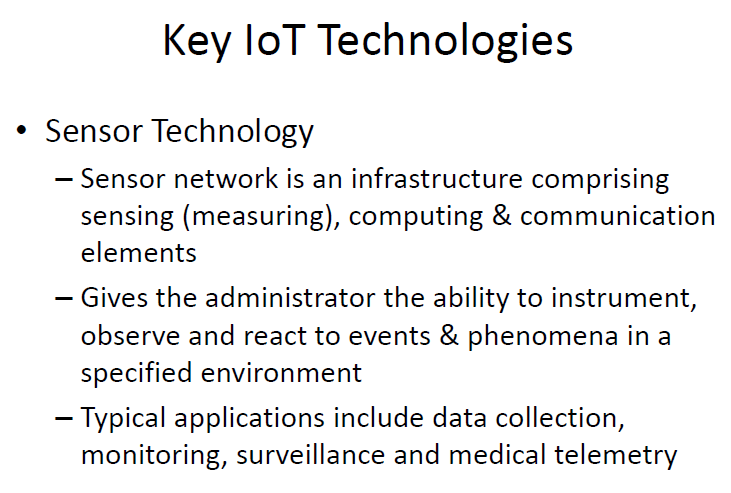 Key IoT Technologies
• Sensor Technology
– Sensor network is an infrastructure comprising
sensing (measuring), computing & communication
elements
– Gives the administrator the ability to instrument,
observe and react to events & phenomena in a
specified environment
– Typical applications include data collection,
monitoring, surveillance and medical telemetry